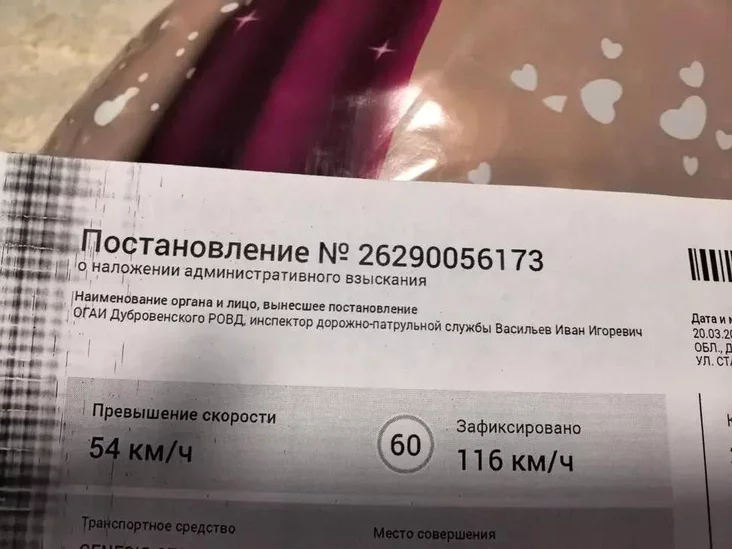 Постановление № 26290056173
о наложении административного взыскания
Наименование органа и лицо, вынесшее постановление
ОГАИ Дубровенского РОВД, инспектор дорожно-патрульной службы Васильев Иван Игоревич
Дата и
20.03.20
ОБЛ., Д
УЛ. СТА
Превышение скорости
54 км/ч
60
Зафиксировано
116 км/ч
Транспортное средство
Место совершения